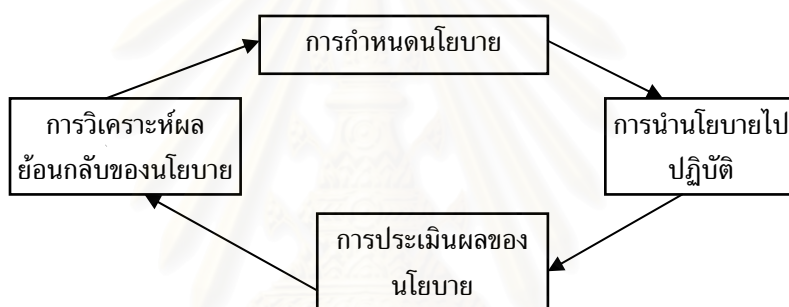 การกำหนดนโยบาย
การวิเคราะห์ผล
ย้อนกลับของนโยบาย
การนำนโยบายไป
ปฏิบัติ
การประเมินผลของ
นโยบาย